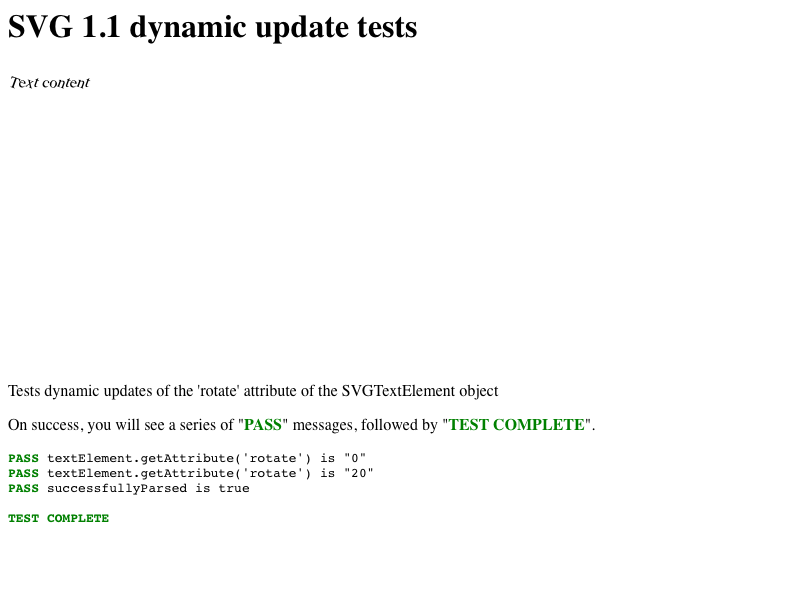 SVG 1.1 dynamic update tests
Text content
Tests dynamic updates of the 'rotate' attribute of the SVGTextElement object
On success, you will see a series of "PASS" messages, followed by "TEST COMPLETE".
PASS textElement.getAttribute('rotate') is "0"
PASS textElement.getAttribute('rotate') is "20"
PASS successfullyParsed is true
TEST COMPLETE